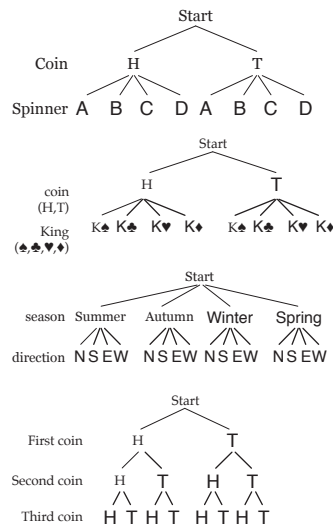 Start
Coin H T
Spinner A B C D A B C D
Start
coin H T
(H,T)
King K♠ K♣ K♥ K♦ K♠ K♣ K♥ K♦
(♠,♣,♥,♦)
Start
season Summer Autumn Winter Spring
direction N S E W N S E W N S E W N S E W
Start
First coin H T
Second coin H T H T
Third coin H T H T H T H T